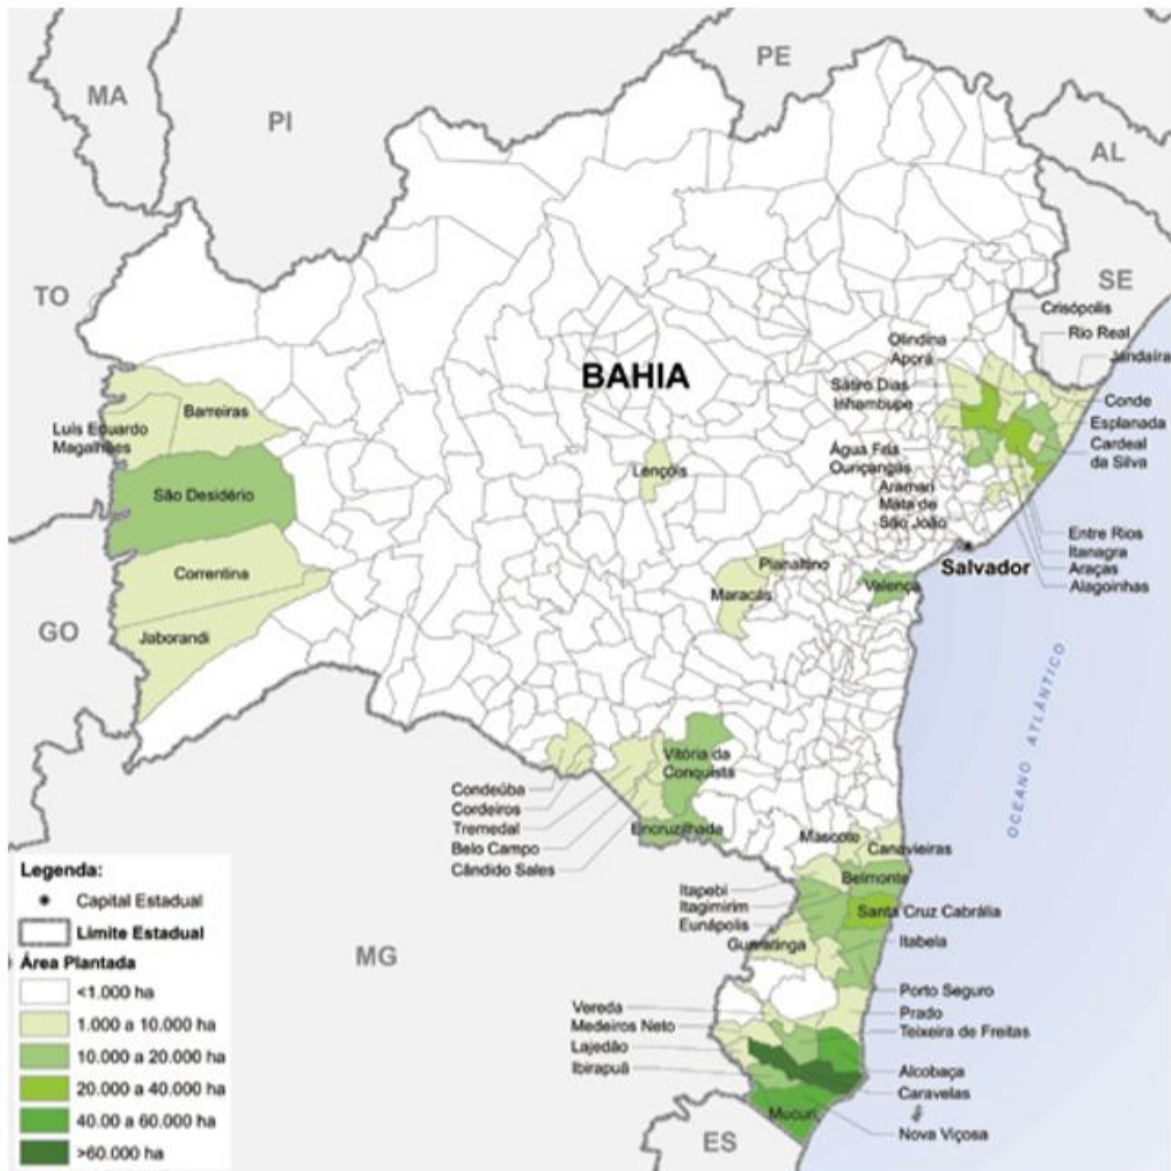 PE
MA
PI
AL
TO
SE
Crisópolis
Rio Real
Olindina
Aporá
Jandaíra
BAHIA
Sátiro Dias
Inhambupe
Conde
Esplanada
Cardeal
da Silva
Barreiras
Luís Eduardo
Magalhães
Lençóis
Água Fria
Ouriçangas
Aramari
Mata de
São João
São Desidério
Entre Rios
Itanagra
Araças
Alagoinhas
Salvador
Planaltino
Maracás
Valença
Correntina
GO
Jaborandi
OCEANO ATLÂNTICO
Vitória da
Conquista
Condeúba
Cordeiros
Tremedal
Belo Campo
Cândido Sales
Encruzilhada
Mascote
Canavieiras
Belmonte
Itapebi
Itagimirim
Eunápolis
Santa Cruz Cabrália
Guaratinga
Itabela
MG
Porto Seguro
Prado
Teixeira de Freitas
Vereda
Medeiros Neto
Lajedão
Ibirapuã
Alcobaça
Caravelas
Mucuri
Nova Viçosa
ES
Legenda:
Capital Estadual
Limite Estadual
Área Plantada
<1.000 ha
1.000 a 10.000 ha
10.000 a 20.000 ha
20.000 a 40.000 ha
40.00 a 60.000 ha
>60.000 ha